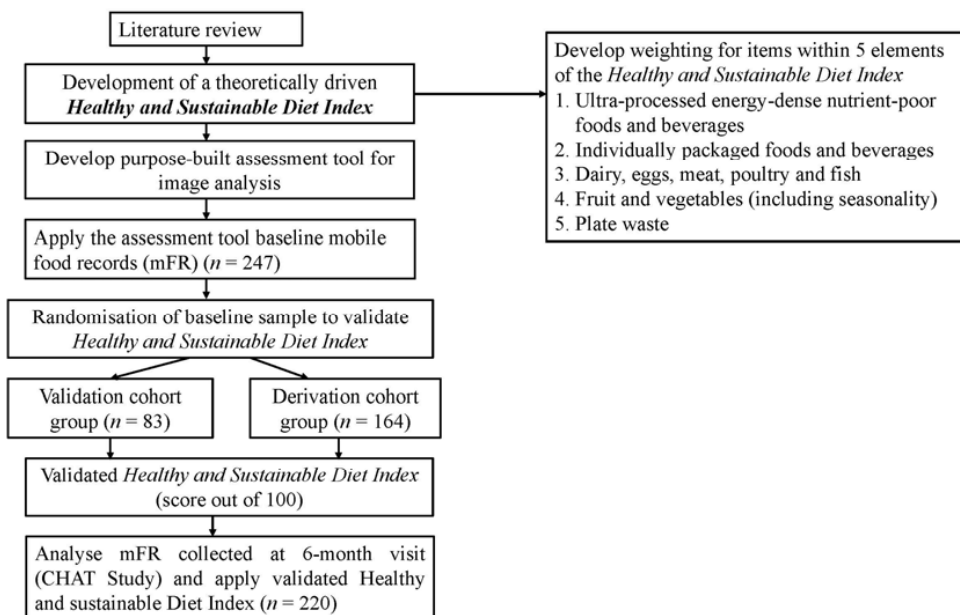 Literature review
Development of a theoretically driven
Healthy and Sustainable Diet Index
Develop purpose-built assessment tool for
image analysis
Apply the assessment tool baseline mobile
food records (mFR) (n = 247)
Randomisation of baseline sample to validate
Healthy and Sustainable Diet Index
Validation cohort
group (n = 83)
Derivation cohort
group (n = 164)
Validated Healthy and Sustainable Diet Index
(score out of 100)
Analyse mFR collected at 6-month visit
(CHAT Study) and apply validated Healthy
and sustainable Diet Index (n = 220)
Develop weighting for items within 5 elements
of the Healthy and Sustainable Diet Index
1. Ultra-processed energy-dense nutrient-poor
foods and beverages
2. Individually packaged foods and beverages
3. Dairy, eggs, meat, poultry and fish
4. Fruit and vegetables (including seasonality)
5. Plate waste